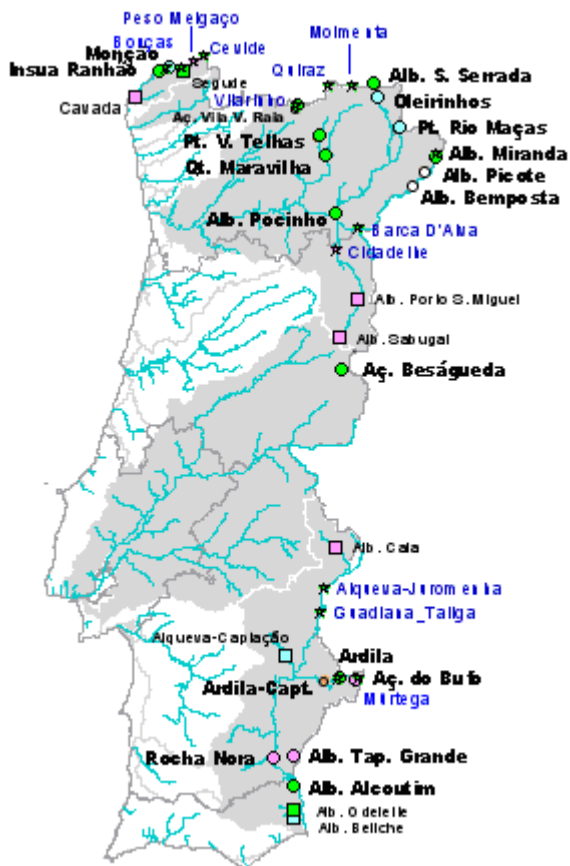 Peso Melgaço
Molmenta
Monção
Bouças
Cevide
Insua Ranhão
Segude
Quiraz
Alb. S. Serrada
Cavada
Vilarinho
Oleirinhos
Aç. Vila V. Raia
Pt. Rio Maças
Pt. V. Telhas
Alb. Miranda
Qt. Maravilha
Alb. Picote
Alb. Bemposta
Alb. Pocinho
Barca D'Alva
Cidadelhe
Alb. Porto S.Miguel
Alb. Sabugal
Aç. Beságueda
Alb. Caia
Alqueva-Juromenha
Guadiana_Taliga
Alqueva-Captação
Ardila
Ardila-Capt.
Aç. do Bufo
Murtega
Rocha Nora
Alb. Tap. Grande
Alb. Alcoutim
Alb. Odeleite
Alb. Beliche